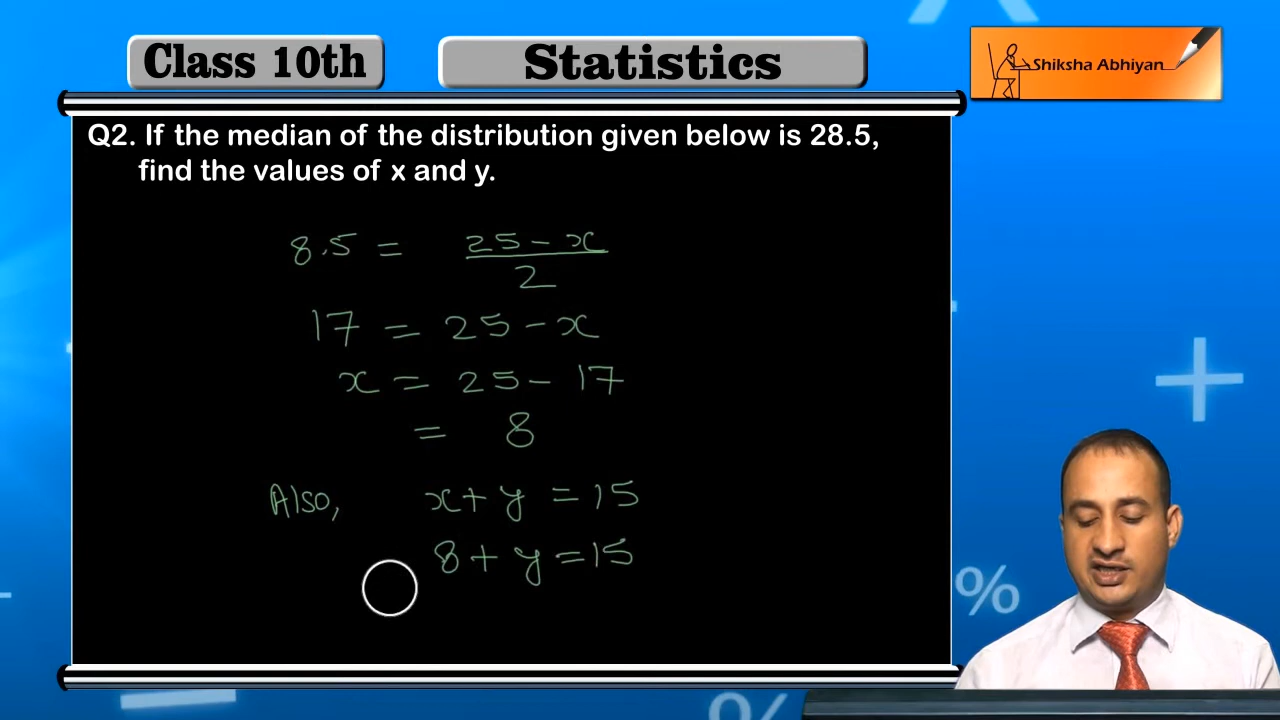 Class 10th
Statistics
Shiksha Abhiyan
Q2. If the median of the distribution given below is 28.5,
find the values of x and y.
8.5 = 25 - x / 2
17 = 25 - x
x = 25 - 17
= 8
Also, x + y = 15
8 + y = 15